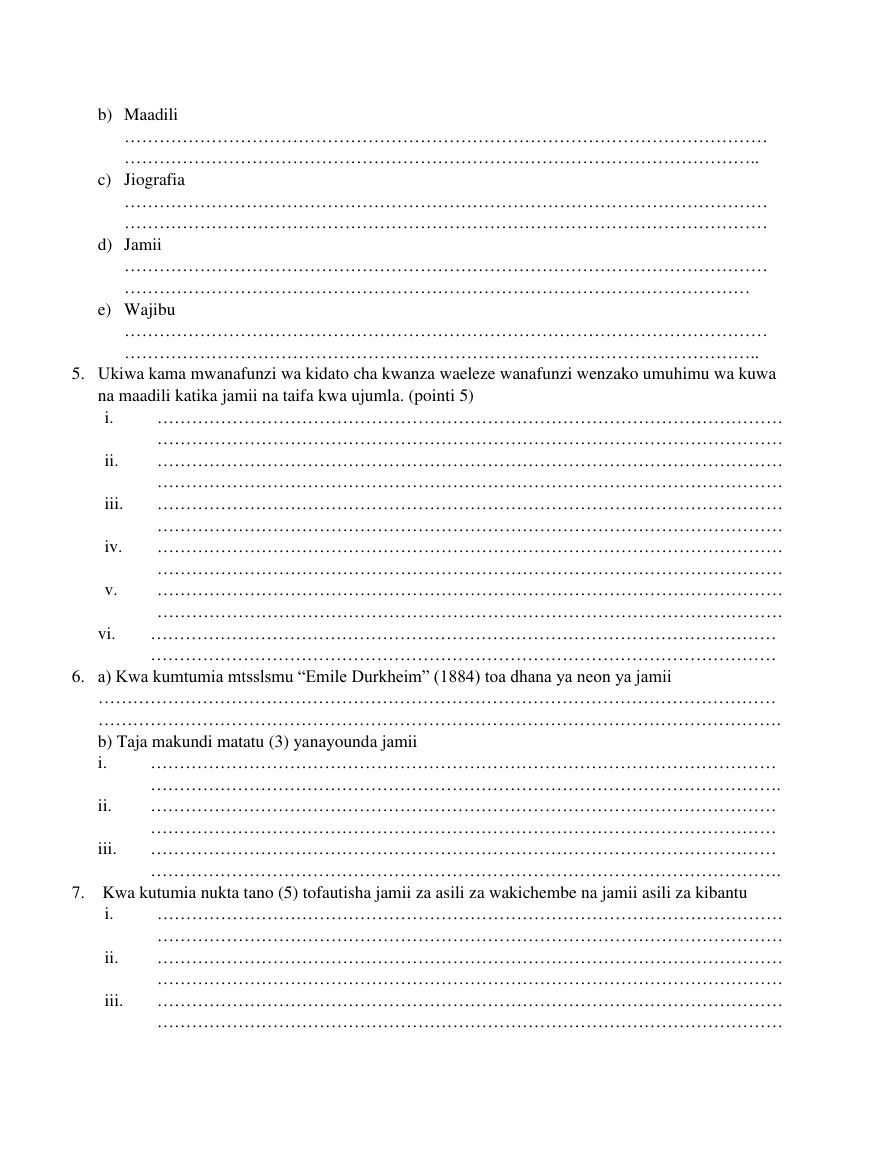 b) Maadili
……………………………………………………………………………………………………
…………………………………………………………………………………………………..
c) Jiografia
……………………………………………………………………………………………………
……………………………………………………………………………………………………
d) Jamii
……………………………………………………………………………………………………
…………………………………………………………………………………………………
e) Wajibu
……………………………………………………………………………………………………
…………………………………………………………………………………………………..
5. Ukiwa kama mwanafunzi wa kidato cha kwanza waeleze wanafunzi wenzako umuhimu wa kuwa
na maadili katika jamii na taifa kwa ujumla. (pointi 5)
i. …………………………………………………………………………………………………
…………………………………………………………………………………………………
ii. …………………………………………………………………………………………………
…………………………………………………………………………………………………
iii. …………………………………………………………………………………………………
…………………………………………………………………………………………………
iv. …………………………………………………………………………………………………
…………………………………………………………………………………………………
v. …………………………………………………………………………………………………
…………………………………………………………………………………………………
vi. …………………………………………………………………………………………………
…………………………………………………………………………………………………
6. a) Kwa kumtumia mtsslsmu “Emile Durkheim” (1884) toa dhana ya neon ya jamii
…………………………………………………………………………………………………………
………………………………………………………………………………………………………….
b) Taja makundi matatu (3) yanayounda jamii
i. …………………………………………………………………………………………………
………………………………………………………………………………………………….
ii. …………………………………………………………………………………………………
…………………………………………………………………………………………………
iii. …………………………………………………………………………………………………
………………………………………………………………………………………………….
7. Kwa kutumia nukta tano (5) tofautisha jamii za asili za wakichembe na jamii asili za kibantu
i. …………………………………………………………………………………………………
…………………………………………………………………………………………………
ii. …………………………………………………………………………………………………
…………………………………………………………………………………………………
iii. …………………………………………………………………………………………………
…………………………………………………………………………………………………